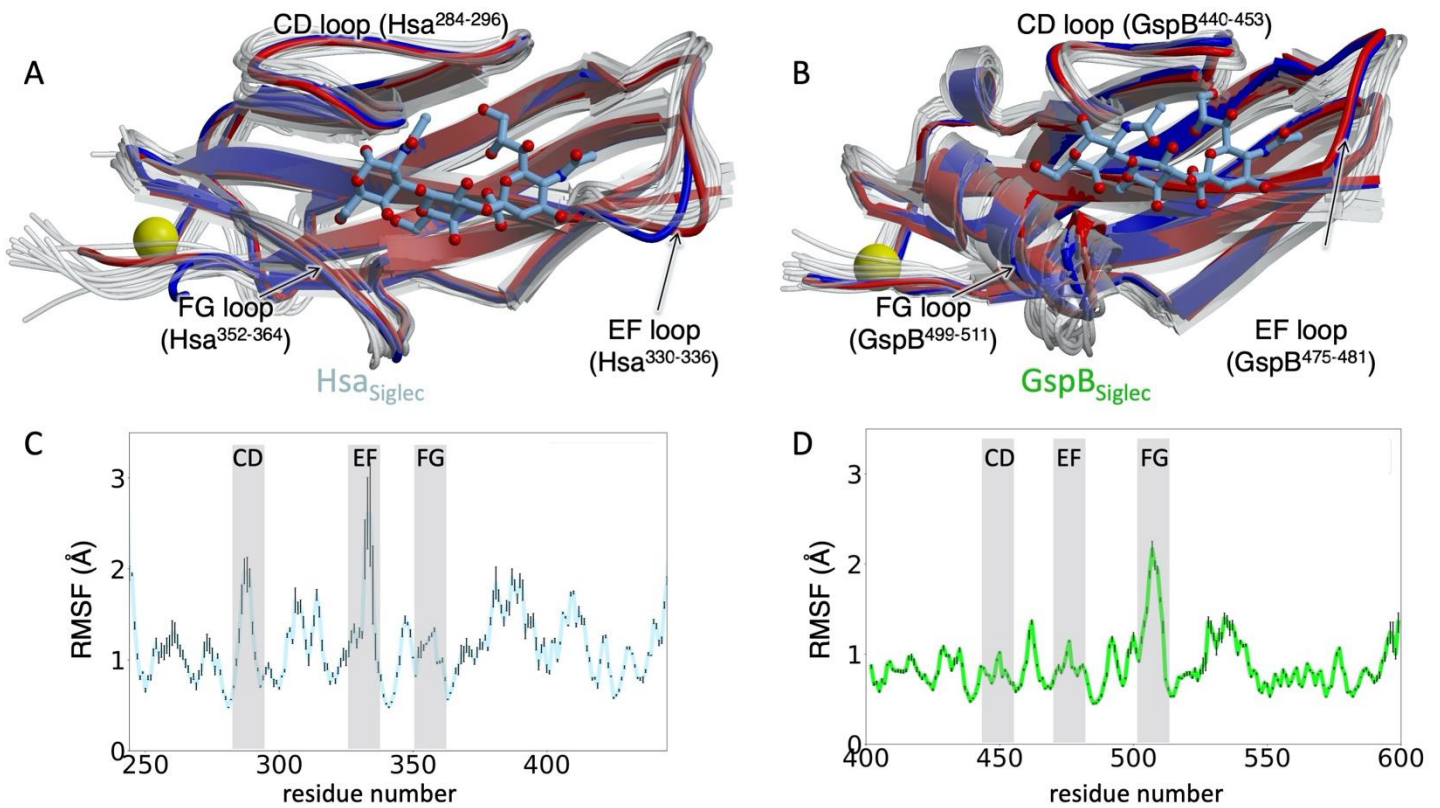 A
CD loop (Hsa284-296)
FG loop
(Hsa352-364)
EF loop
(Hsa330-336)
HsaSiglec
B
CD loop (GspB440-453)
FG loop
(GspB499-511)
EF loop
(GspB475-481)
GspBSiglec
C
CD EF FG
3
2
1
0
RMSF (Å)
250 300 350 400
residue number
D
CD EF FG
3
2
1
0
RMSF (Å)
400 450 500 550 600
residue number